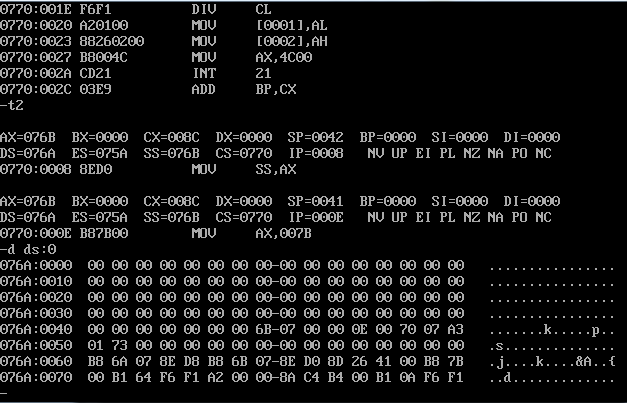 0770:001E F6F1          DIV     CL
0770:0020 A20100        MOV     [0001],AL
0770:0023 88260200      MOV     [0002],AH
0770:0027 B8004C        MOV     AX,4C00
0770:002A CD21          INT     21
0770:002C 03E9          ADD     BP,CX
-t2
AX=076B  BX=0000  CX=008C  DX=0000  SP=0042  BP=0000  SI=0000  DI=0000
DS=076A  ES=075A  SS=076B  CS=0770  IP=0008   NV UP EI PL NZ NA PO NC
0770:0008 8ED0          MOV     SS,AX
AX=076B  BX=0000  CX=008C  DX=0000  SP=0041  BP=0000  SI=0000  DI=0000
DS=076A  ES=075A  SS=076B  CS=0770  IP=000E   NV UP EI PL NZ NA PO NC
0770:000E B87B00        MOV     AX,007B
-d ds:0
076A:0000  00 00 00 00 00 00 00 00-00 00 00 00 00 00 00 00   ................
076A:0010  00 00 00 00 00 00 00 00-00 00 00 00 00 00 00 00   ................
076A:0020  00 00 00 00 00 00 00 00-00 00 00 00 00 00 00 00   ................
076A:0030  00 00 00 00 00 00 00 00-00 00 00 00 00 00 00 00   ................
076A:0040  00 00 00 00 00 00 00 6B-07 00 00 0E 00 70 07 A3   .......k.....p..
076A:0050  01 73 00 00 00 00 00 00-00 00 00 00 00 00 00 00   .s..............
076A:0060  B8 6A 07 8E D8 B8 6B 07-8E D0 8D 26 41 00 B8 7B   .j....k....&A..{
076A:0070  00 B1 64 F6 F1 A2 00 00-8A C4 B4 00 B1 0A F6 F1   ..d.............
-